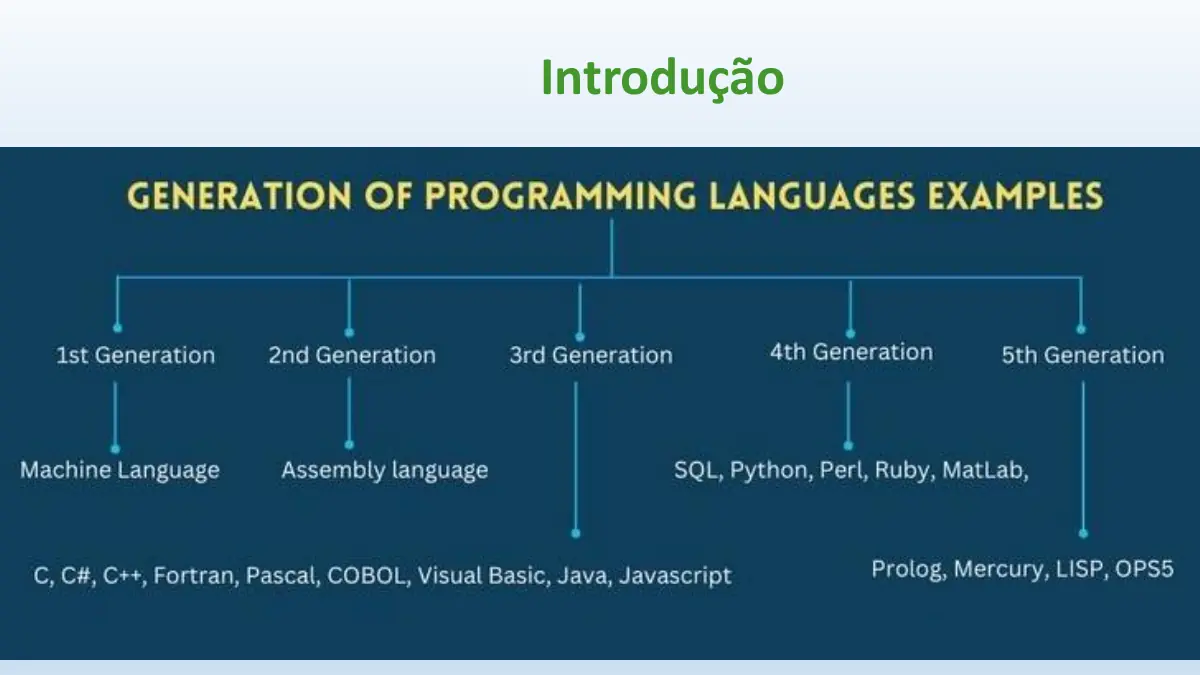 Introdução
GENERATION OF PROGRAMMING LANGUAGES EXAMPLES
1st Generation
2nd Generation
3rd Generation
4th Generation
5th Generation
Machine Language
Assembly language
SQL, Python, Perl, Ruby, MatLab,
C, C#, C++, Fortran, Pascal, COBOL, Visual Basic, Java, Javascript
Prolog, Mercury, LISP, OPS5